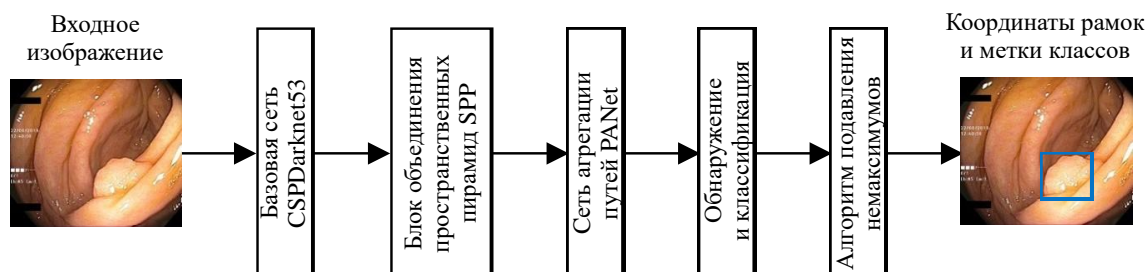 Входное
изображение
Базовая сеть
CSPDarknet53
Блок объединения
пространственных
пирамид SPP
Сеть агрегации
путей PANet
Обнаружение
и классификация
Алгоритм подавления
немаксимумов
Координаты рамок
и метки классов